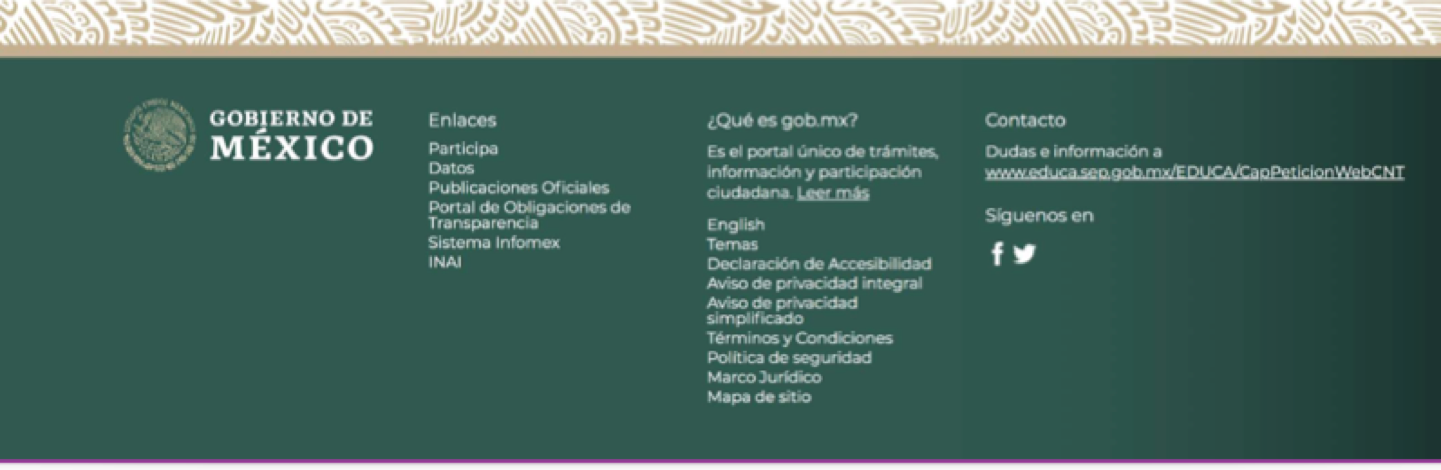 GOBIERNO DE
MÉXICO
Enlaces
Participa
Datos
Publicaciones Oficiales
Portal de Obligaciones de
Transparencia
Sistema Infomex
INAI
¿Qué es gob.mx?
Es el portal único de trámites,
información y participación
ciudadana. Leer más
English
Temas
Declaración de Accesibilidad
Aviso de privacidad integral
Aviso de privacidad
simplificado
Términos y Condiciones
Política de seguridad
Marco Jurídico
Mapa de sitio
Contacto
Dudas e información a
www.educa.sep.gob.mx/EDUCA/CapPeticionWebCNT
Síguenos en